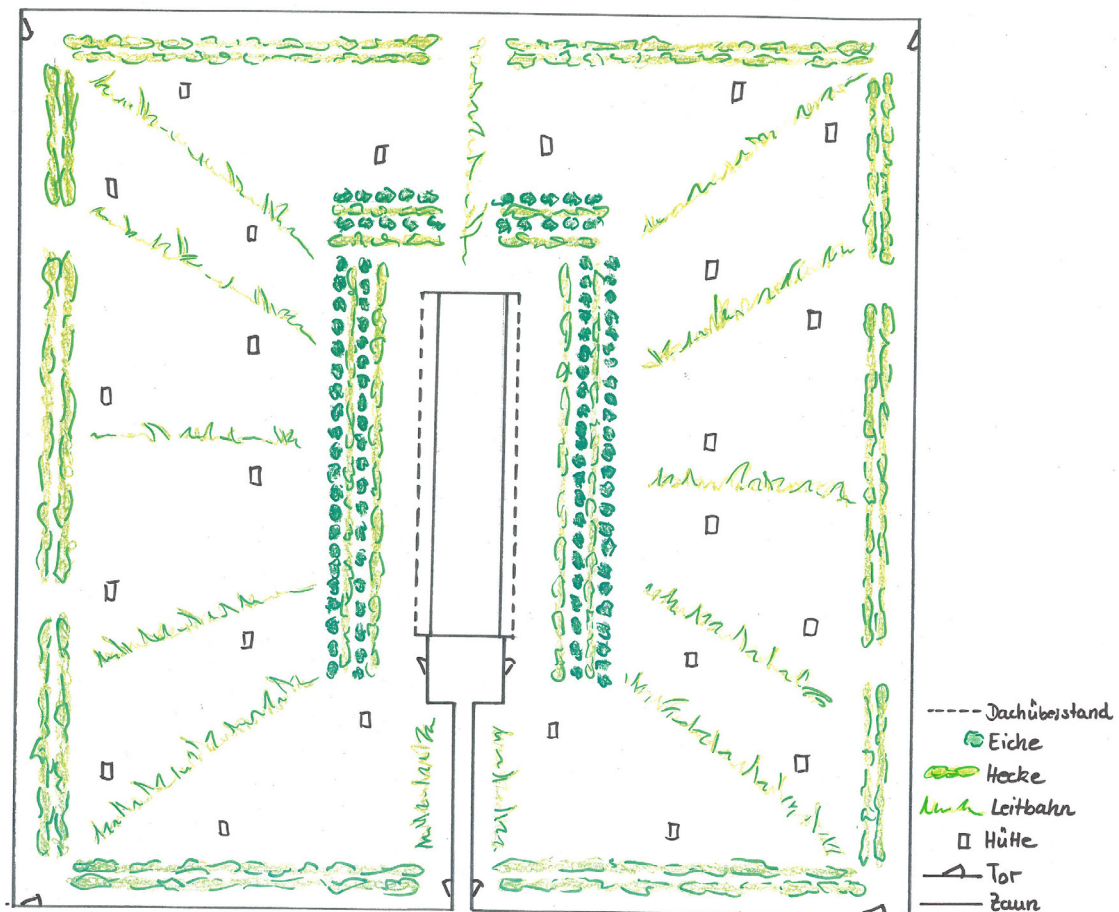 Dachüberstand
Eiche
Hecke
Leitbahn
Hütte
Tor
Zaun